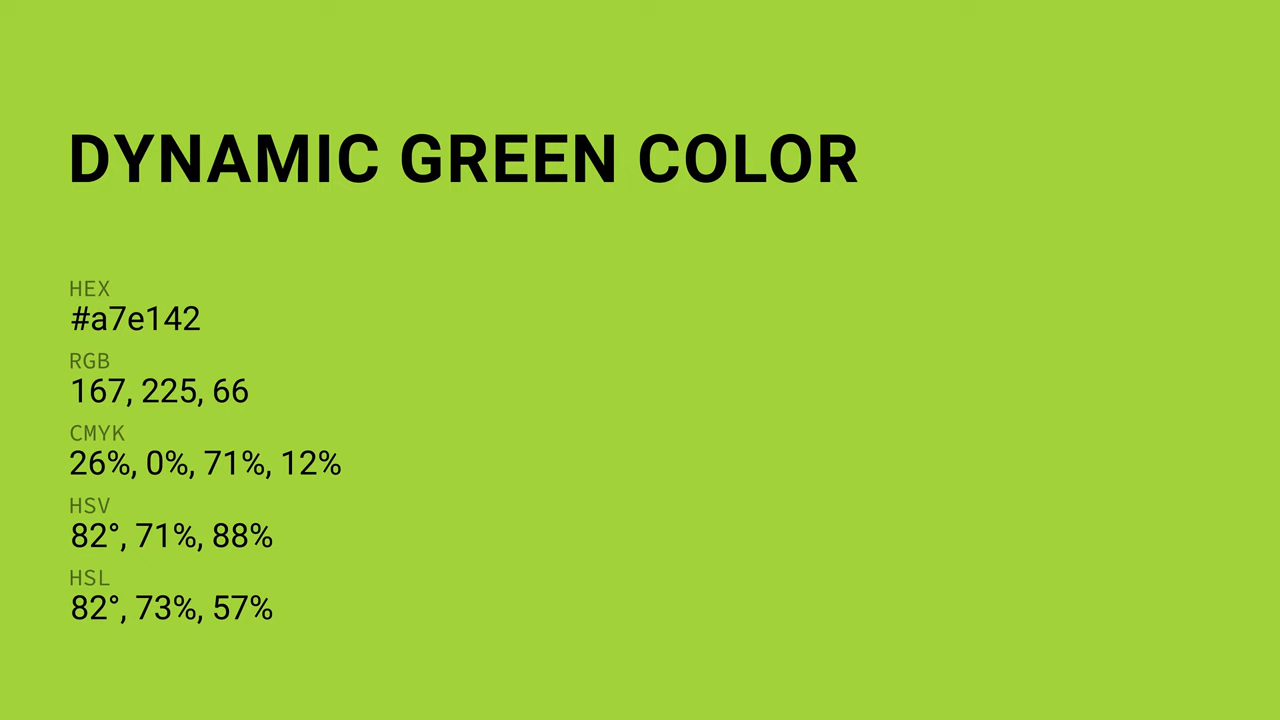 DYNAMIC GREEN COLOR
HEX
#a7e142
RGB
167, 225, 66
CMYK
26%, 0%, 71%, 12%
HSV
82°, 71%, 88%
HSL
82°, 73%, 57%